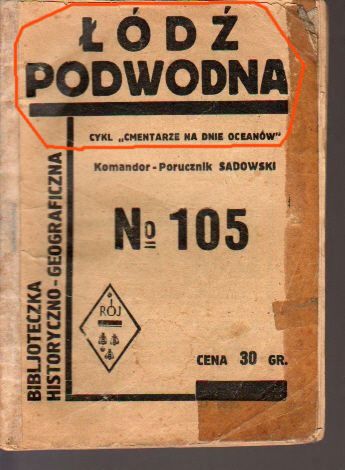 ŁÓDŹ
PODWODNA
CYKL „CMENTARZE NA DNIE OCEANÓW”
Komandor - Porucznik SADOWSKI
№ 105
RÓJ
CENA 30 GR.
BIBLJOTECZKA
HISTORYCZNO-GEOGRAFICZNA